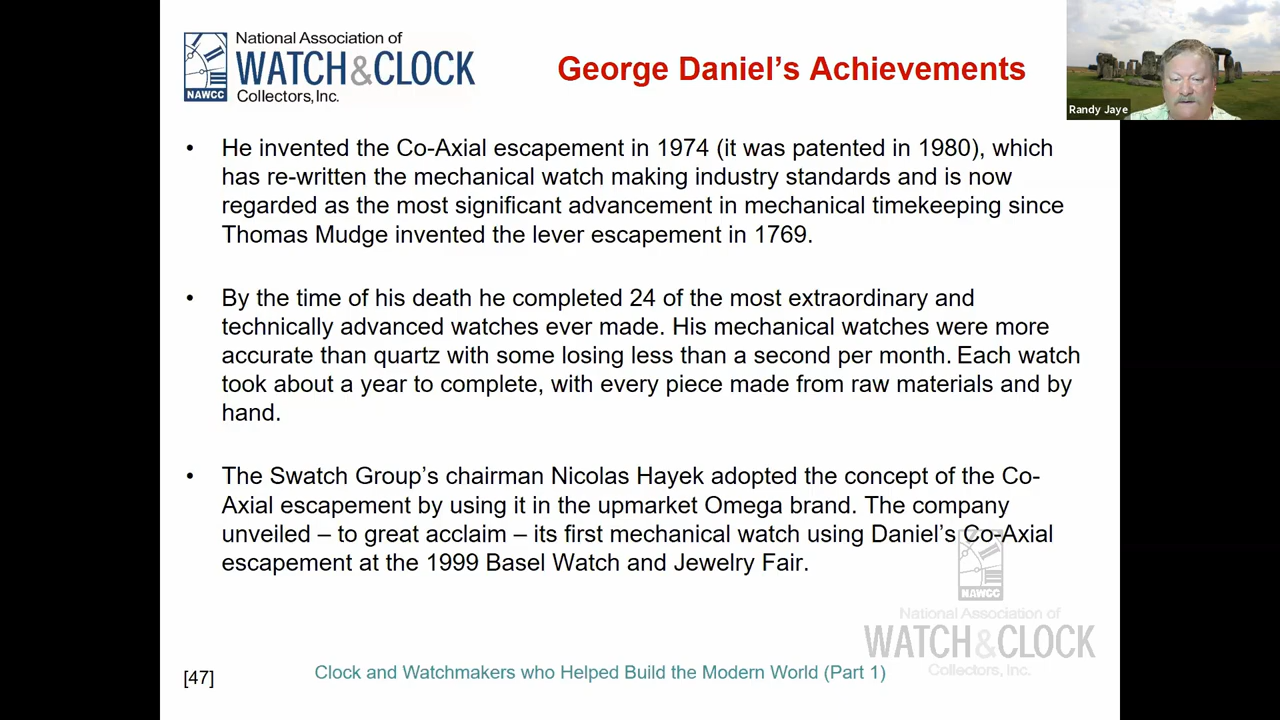 National Association of
WATCH&CLOCK
NAWCC
Collectors, Inc.
George Daniel's Achievements
Randy Jaye
• He invented the Co-Axial escapement in 1974 (it was patented in 1980), which
has re-written the mechanical watch making industry standards and is now
regarded as the most significant advancement in mechanical timekeeping since
Thomas Mudge invented the lever escapement in 1769.
• By the time of his death he completed 24 of the most extraordinary and
technically advanced watches ever made. His mechanical watches were more
accurate than quartz with some losing less than a second per month. Each watch
took about a year to complete, with every piece made from raw materials and by
hand.
• The Swatch Group's chairman Nicolas Hayek adopted the concept of the Co-
Axial escapement by using it in the upmarket Omega brand. The company
unveiled – to great acclaim – its first mechanical watch using Daniel's Co-Axial
escapement at the 1999 Basel Watch and Jewelry Fair.
NAWCC
National Association of
WATCH&CLOCK
Collectors, Inc.
[47]
Clock and Watchmakers who Helped Build the Modern World (Part 1)